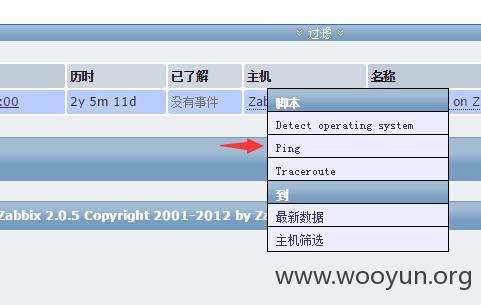 过滤
历时 已了解 主机 名称
:00 2y 5m 11d 没有事件 Zab on Z
脚本
Detect operating system
Ping
Traceroute
到
最新数据
主机筛选
Zabbix 2.0.5 Copyright 2001-2012 by Za
www.wooyun.org